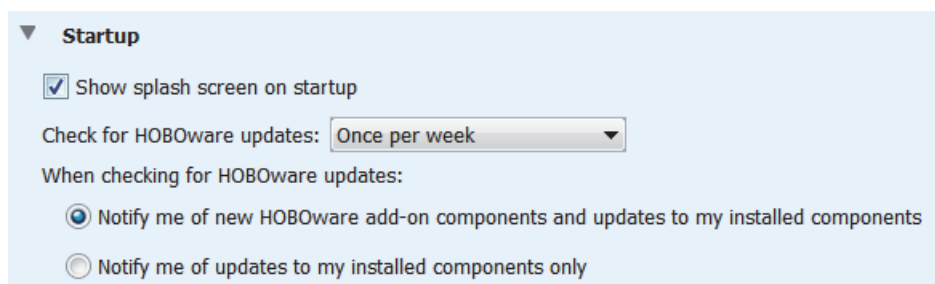 Startup
Show splash screen on startup
Check for HOBOware updates: Once per week
When checking for HOBOware updates:
Notify me of new HOBOware add-on components and updates to my installed components
Notify me of updates to my installed components only